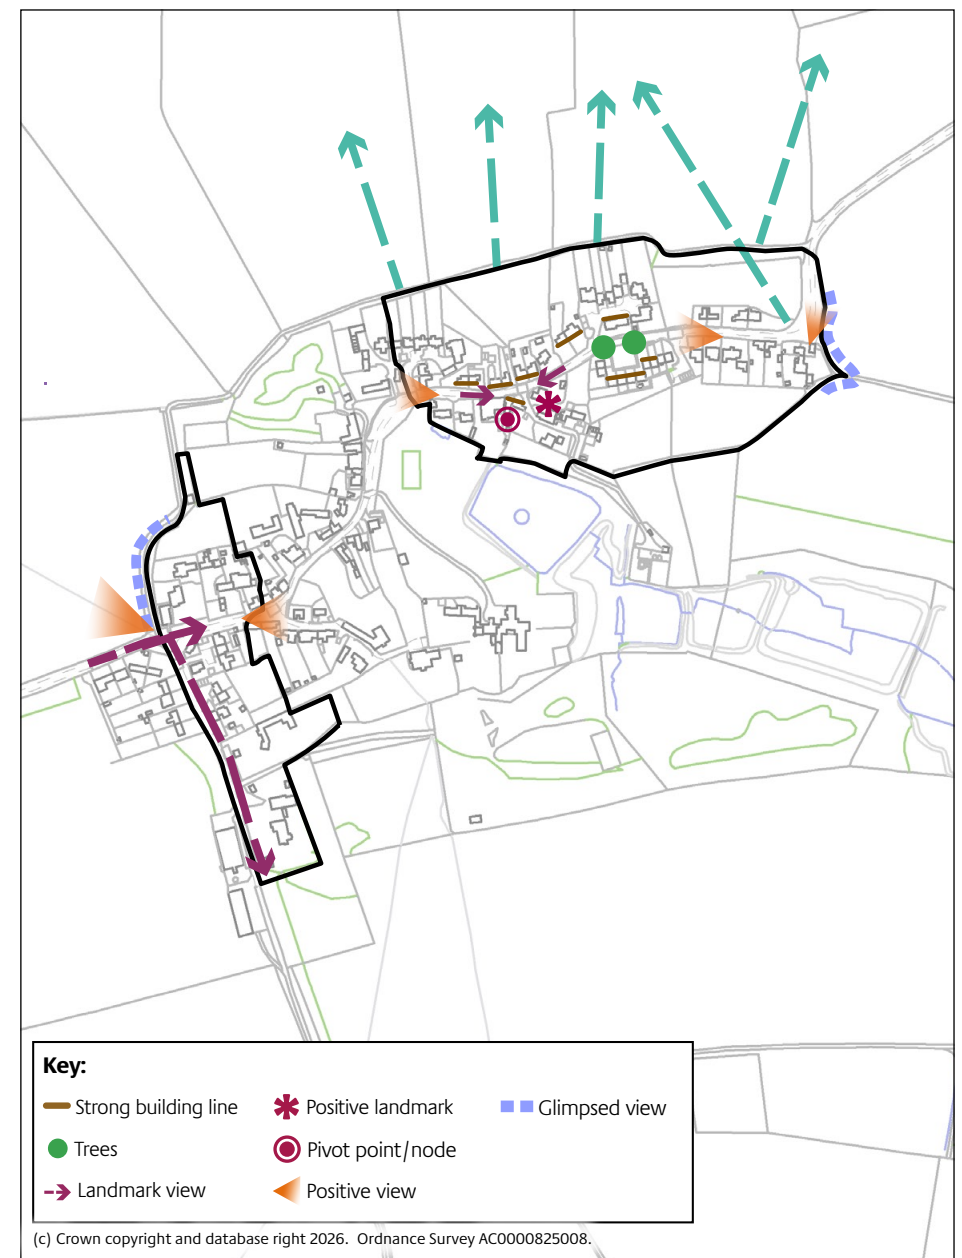 Key:
Strong building line
Positive landmark
Glimpsed view
Trees
Pivot point/node
Landmark view
Positive view
(c) Crown copyright and database right 2026. Ordnance Survey AC0000825008.